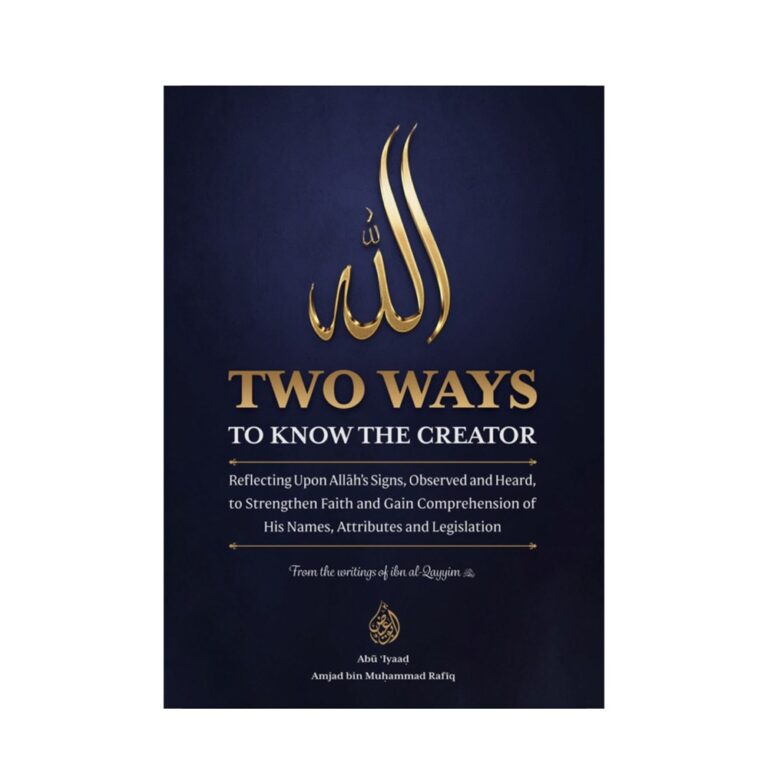 الله
TWO WAYS
TO KNOW THE CREATOR
Reflecting Upon Allāh's Signs, Observed and Heard,
to Strengthen Faith and Gain Comprehension of
His Names, Attributes and Legislation
From the writings of ibn al-Qayyim
Abū ʿIyaaḍ
Amjad bin Muḥammad Rafīq